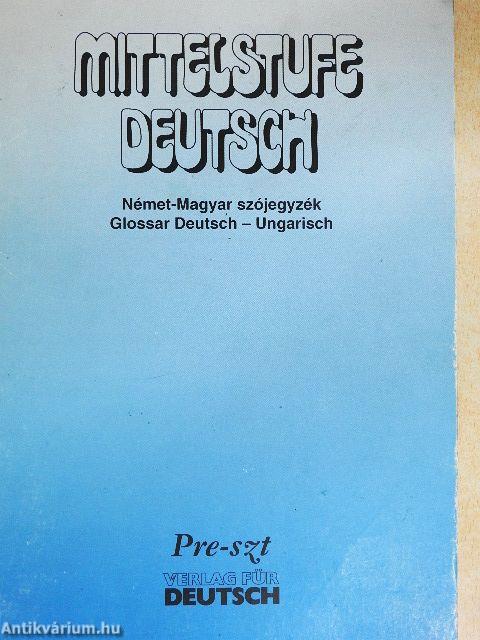 MITTELSTUFE
DEUTSCH
Német-Magyar szójegyzék
Glossar Deutsch – Ungarisch
Pre-szt
VERLAG FÜR
DEUTSCH
Antikvárium.hu